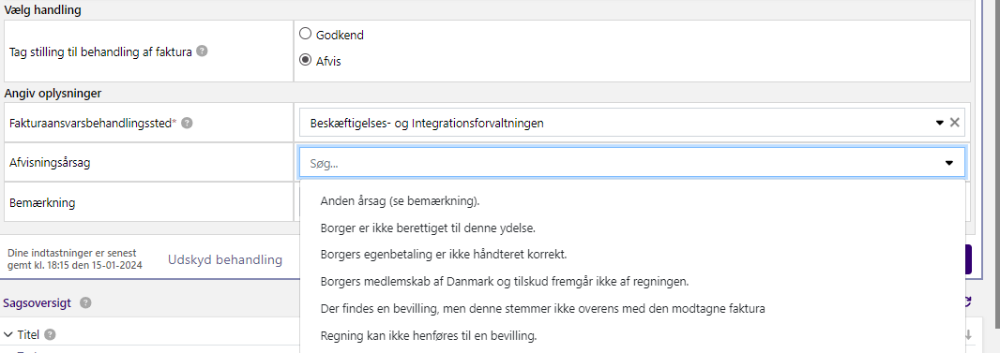 Vælg handling
Tag stilling til behandling af faktura ?
Godkend
Afvis
Angiv oplysninger
Fakturaansvarsbehandlingssted* ?
Beskæftigelses- og Integrationsforvaltningen
Afvisningsårsag
Søg...
Bemærkning
Anden årsag (se bemærkning).
Borger er ikke berettiget til denne ydelse.
Borgers egenbetaling er ikke håndteret korrekt.
Borgers medlemskab af Danmark og tilskud fremgår ikke af regningen.
Der findes en bevilling, men denne stemmer ikke overens med den modtagne faktura
Regning kan ikke henføres til en bevilling.
Dine indtastninger er senest
gemt kl. 18:15 den 15-01-2024
Udskyd behandling
Sagsoversigt ?
Titel ?